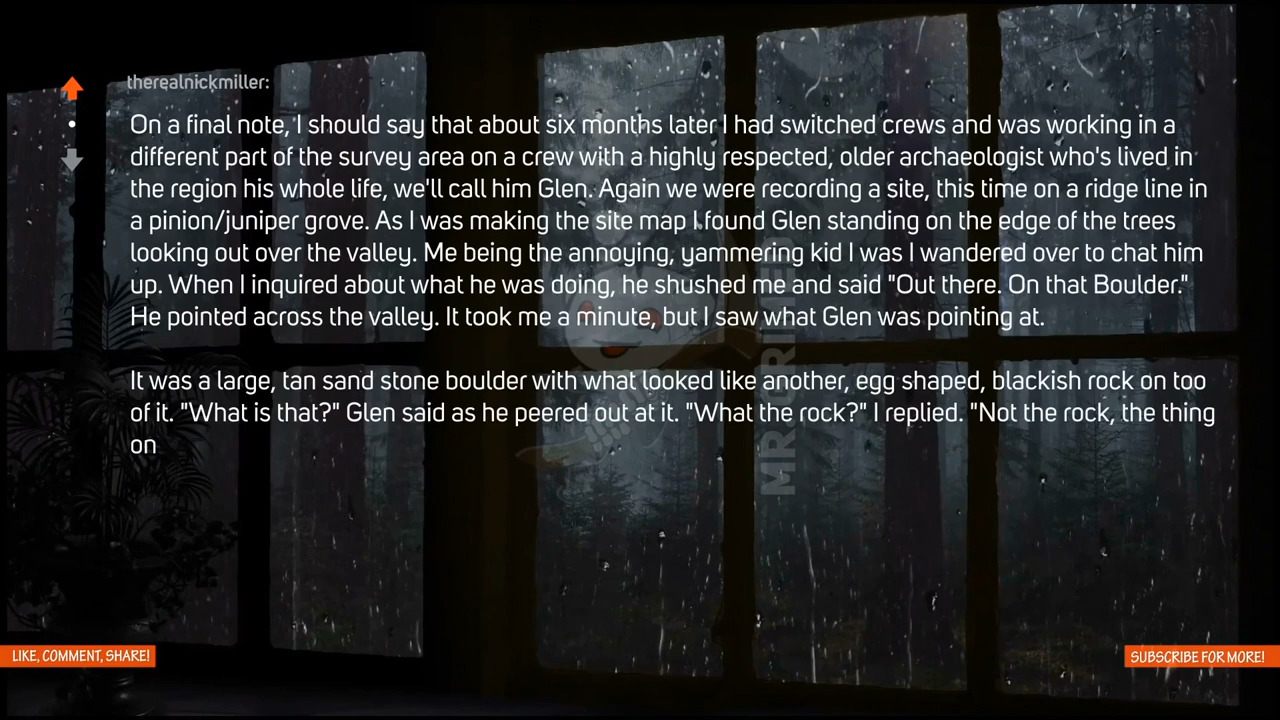 therealnickmiller:
On a final note, I should say that about six months later I had switched crews and was working in a
different part of the survey area on a crew with a highly respected, older archaeologist who's lived in
the region his whole life, we'll call him Glen. Again we were recording a site, this time on a ridge line in
a pinion/juniper grove. As I was making the site map I found Glen standing on the edge of the trees
looking out over the valley. Me being the annoying, yammering kid I was I wandered over to chat him
up. When I inquired about what he was doing, he shushed me and said "Out there. On that Boulder."
He pointed across the valley. It took me a minute, but I saw what Glen was pointing at.
It was a large, tan sand stone boulder with what looked like another, egg shaped, blackish rock on too
of it. "What is that?" Glen said as he peered out at it. "What the rock?" I replied. "Not the rock, the thing
on
LIKE, COMMENT, SHARE!
SUBSCRIBE FOR MORE!